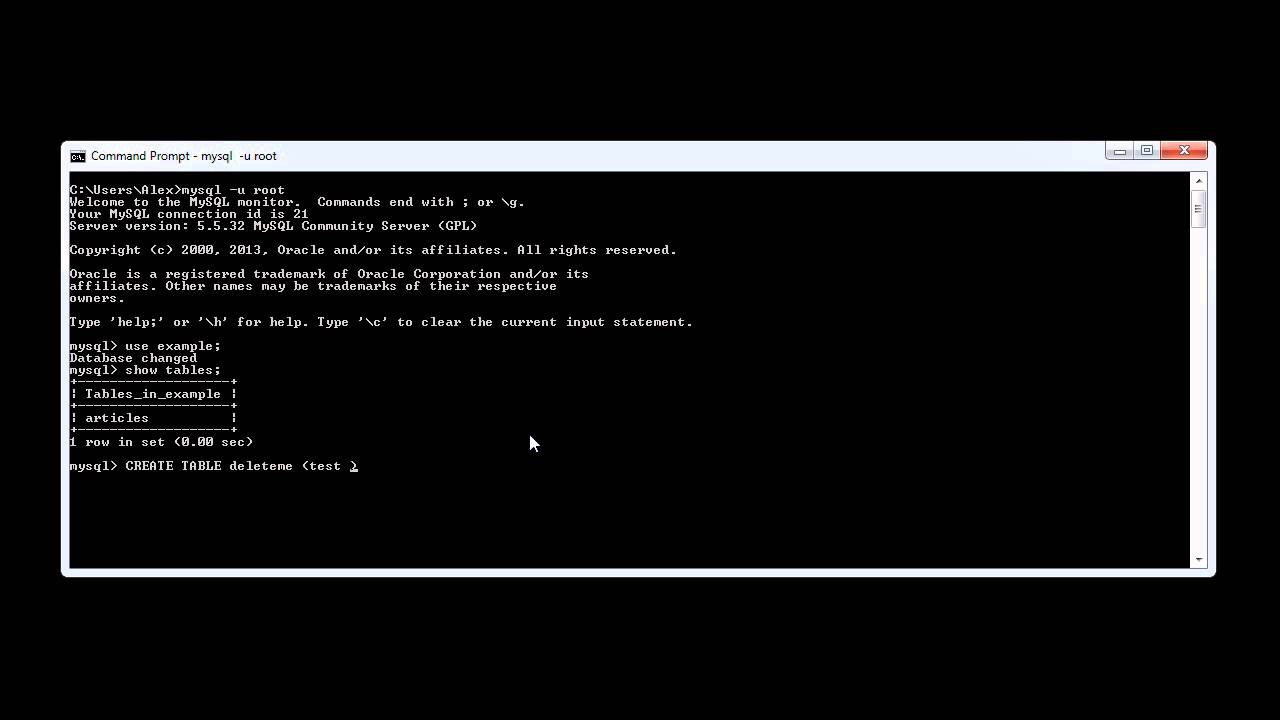 Command Prompt - mysql  -u root
C:\Users\Alex>mysql -u root
Welcome to the MySQL monitor.  Commands end with ; or \g.
Your MySQL connection id is 21
Server version: 5.5.32 MySQL Community Server (GPL)
Copyright (c) 2000, 2013, Oracle and/or its affiliates. All rights reserved.
Oracle is a registered trademark of Oracle Corporation and/or its
affiliates. Other names may be trademarks of their respective
owners.
Type 'help;' or '\h' for help. Type '\c' to clear the current input statement.
mysql> use example;
Database changed
mysql> show tables;
+-------------------+
| Tables_in_example |
+-------------------+
| articles          |
+-------------------+
1 row in set (0.00 sec)
mysql> CREATE TABLE deleteme (test )